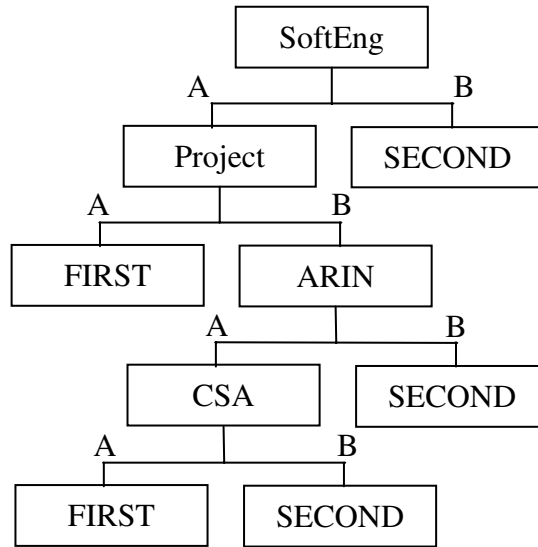 SoftEng
A B
Project SECOND
A B
FIRST ARIN
A B
CSA SECOND
A B
FIRST SECOND